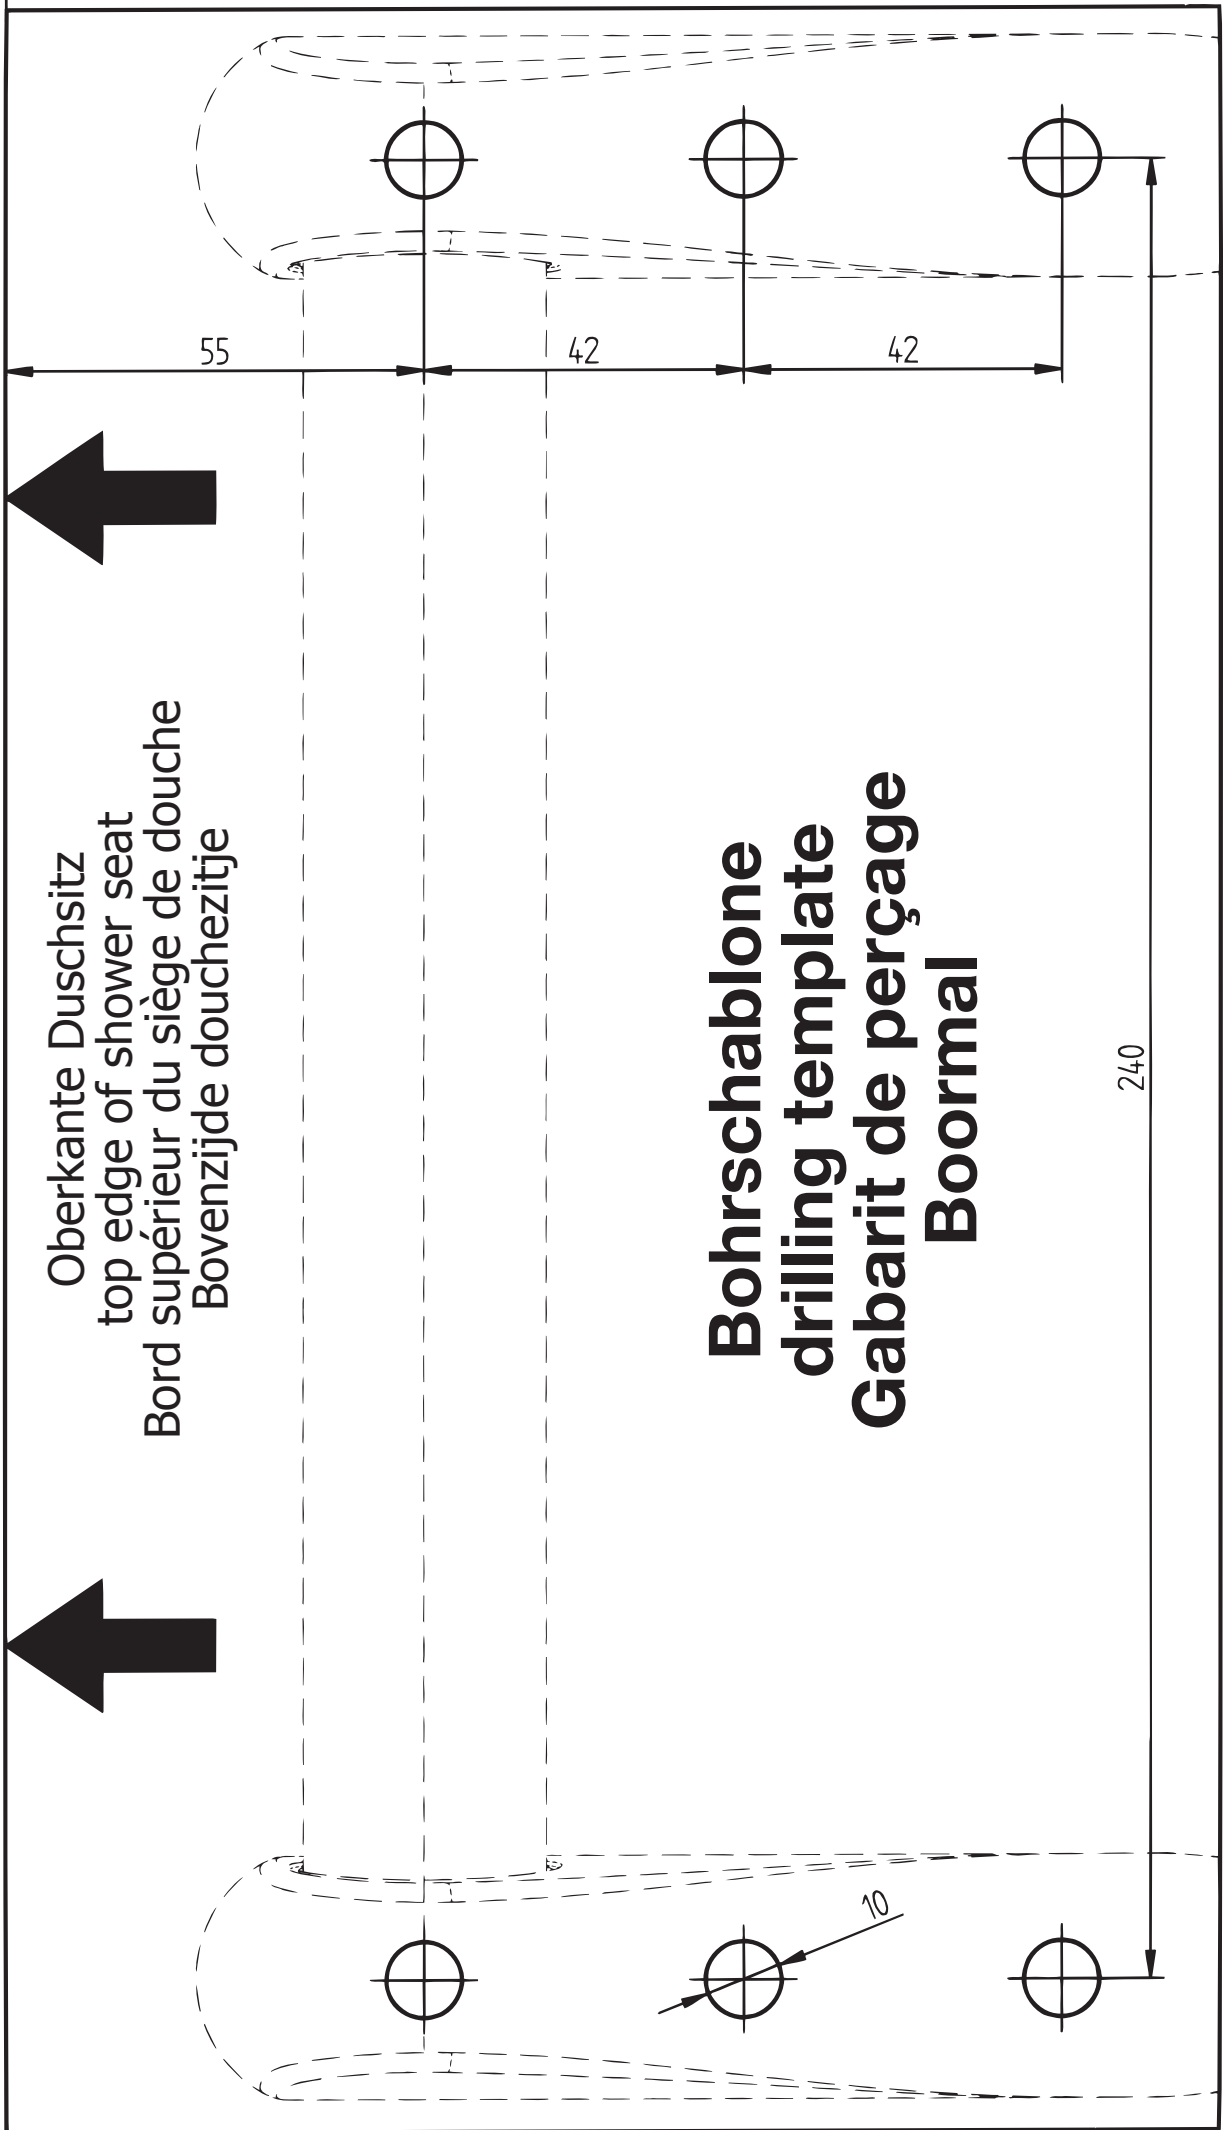 55
42
42
Oberkante Duschsitz
top edge of shower seat
Bord supérieur du siège de douche
Bovenzijde douchezitje
Bohrschablone
drilling template
Gabarit de perçage
Boormal
240
10